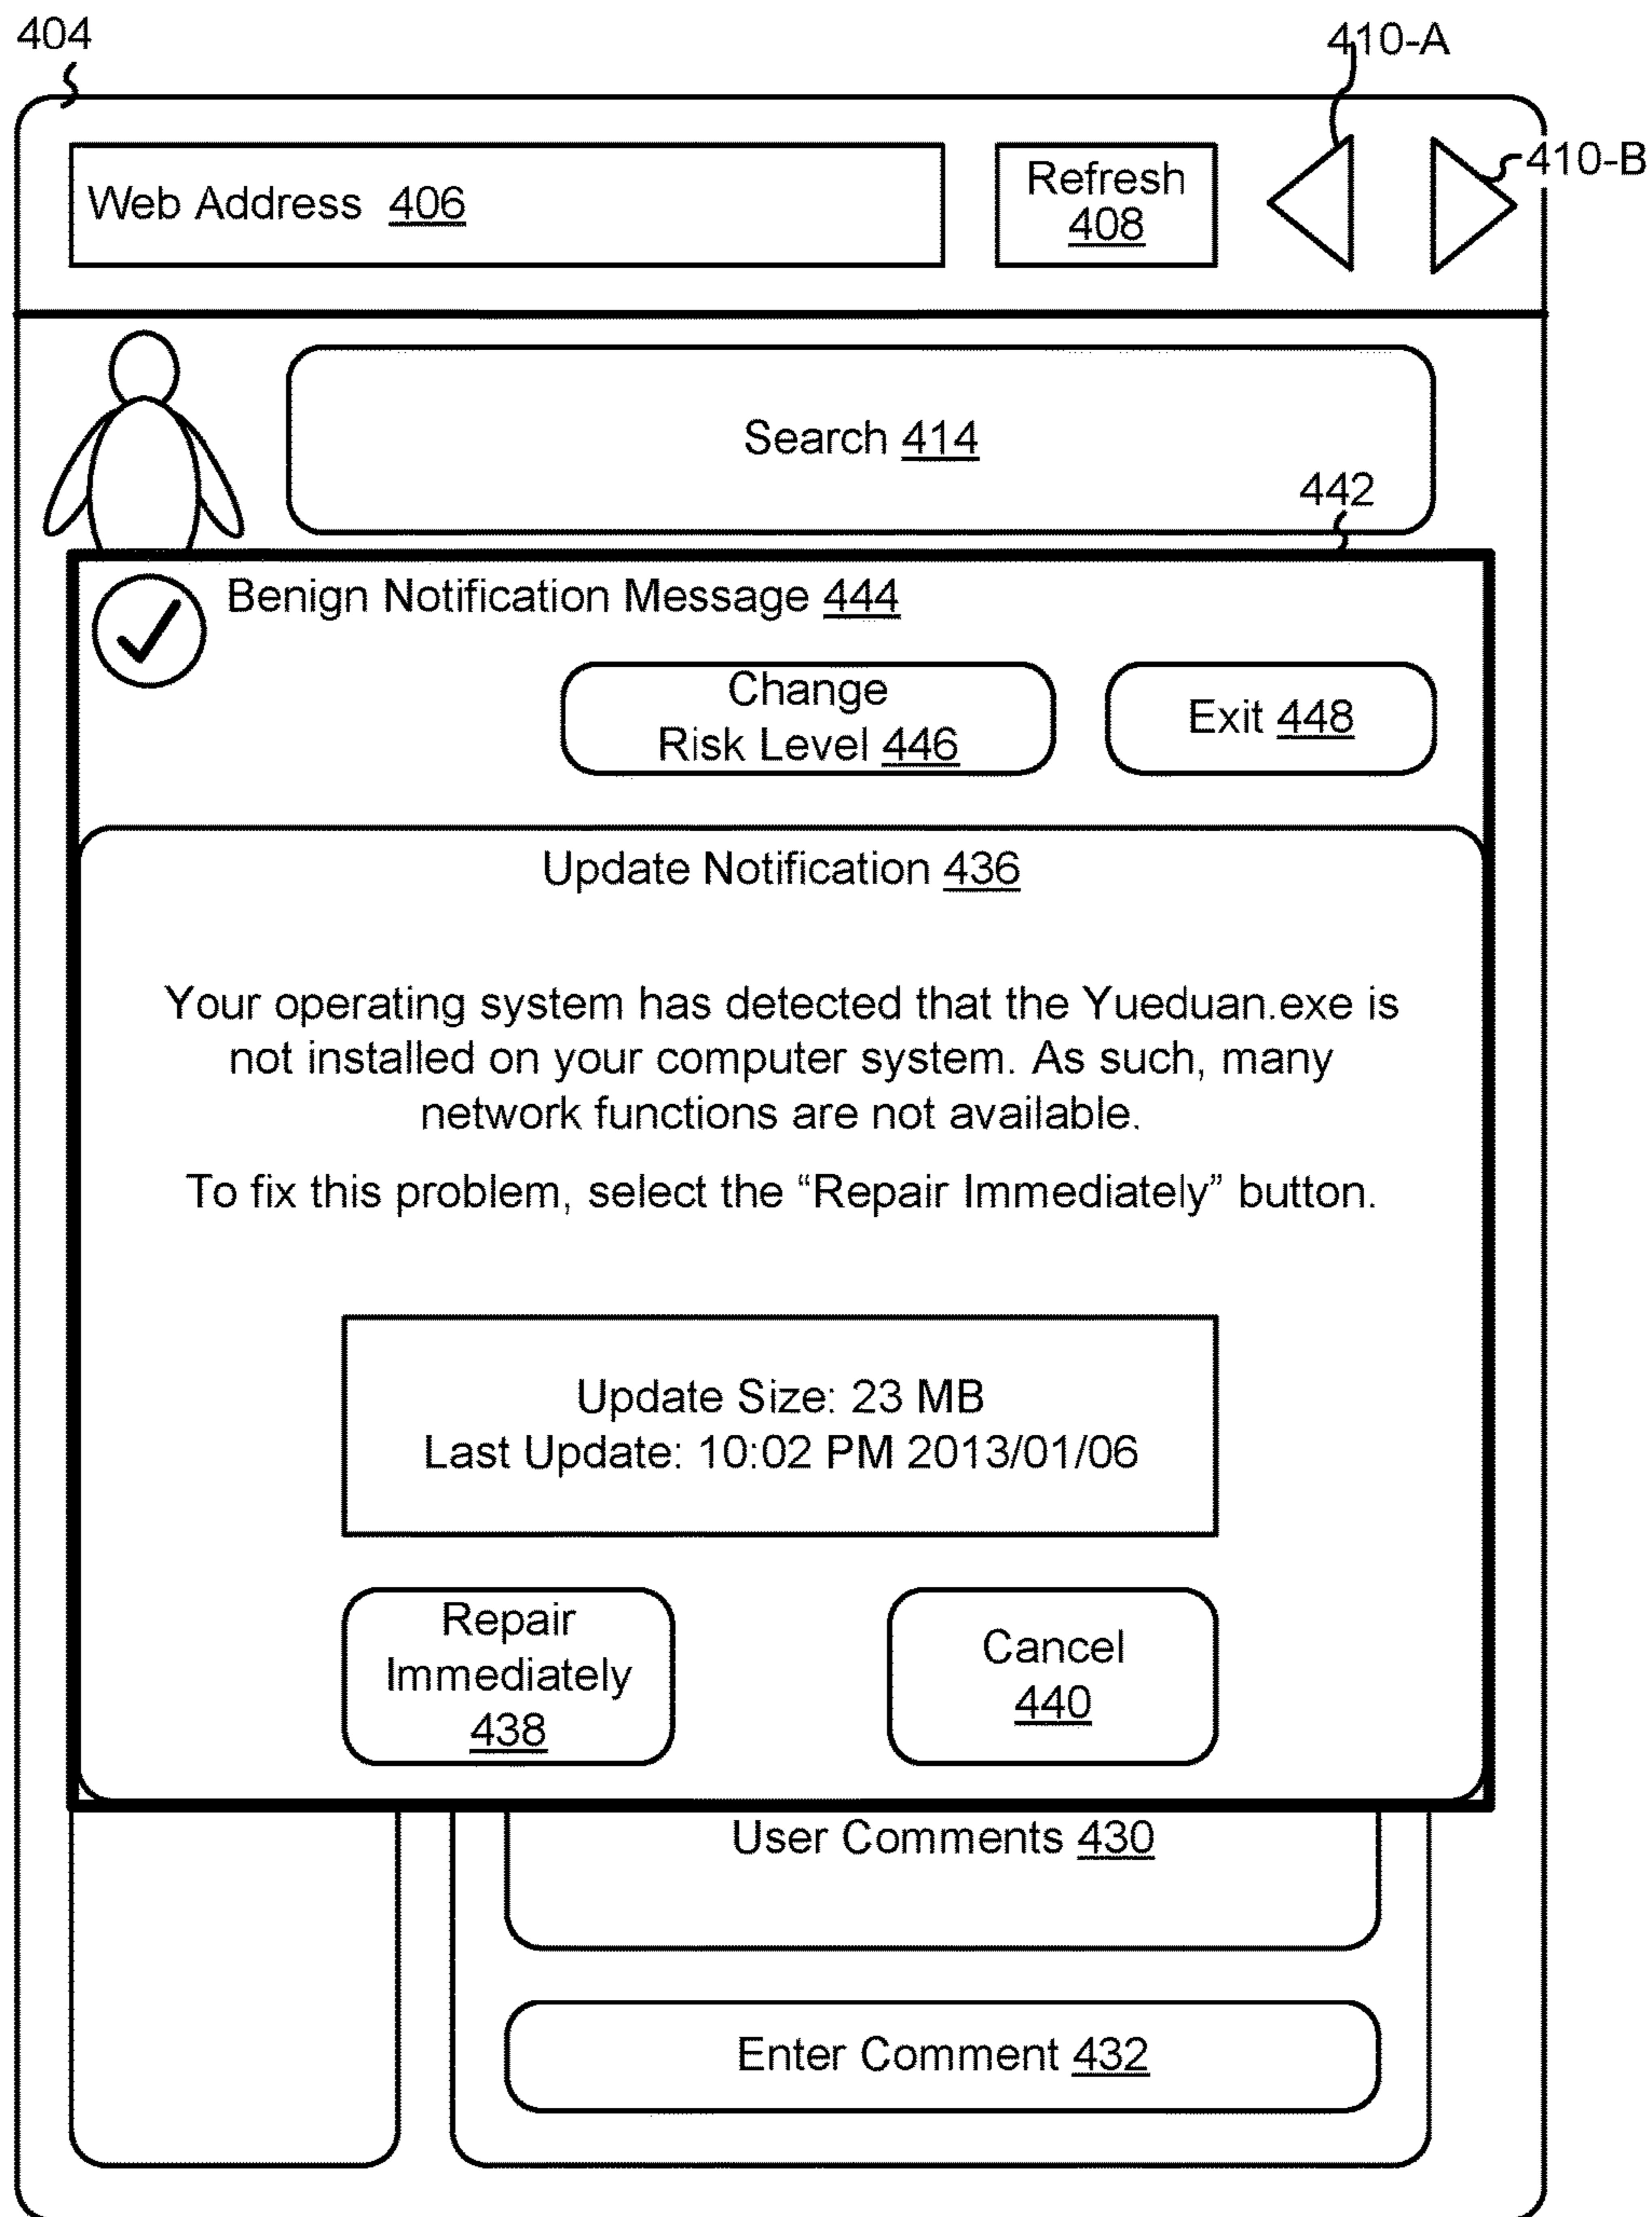 404
410-A
Web Address 406
Refresh
408
410-B
Search 414
442
Benign Notification Message 444
Change
Risk Level 446
Exit 448
Update Notification 436
Your operating system has detected that the Yueduan.exe is
not installed on your computer system. As such, many
network functions are not available.
To fix this problem, select the “Repair Immediately” button.
Update Size: 23 MB
Last Update: 10:02 PM 2013/01/06
Repair
Immediately
438
Cancel
440
User Comments 430
Enter Comment 432